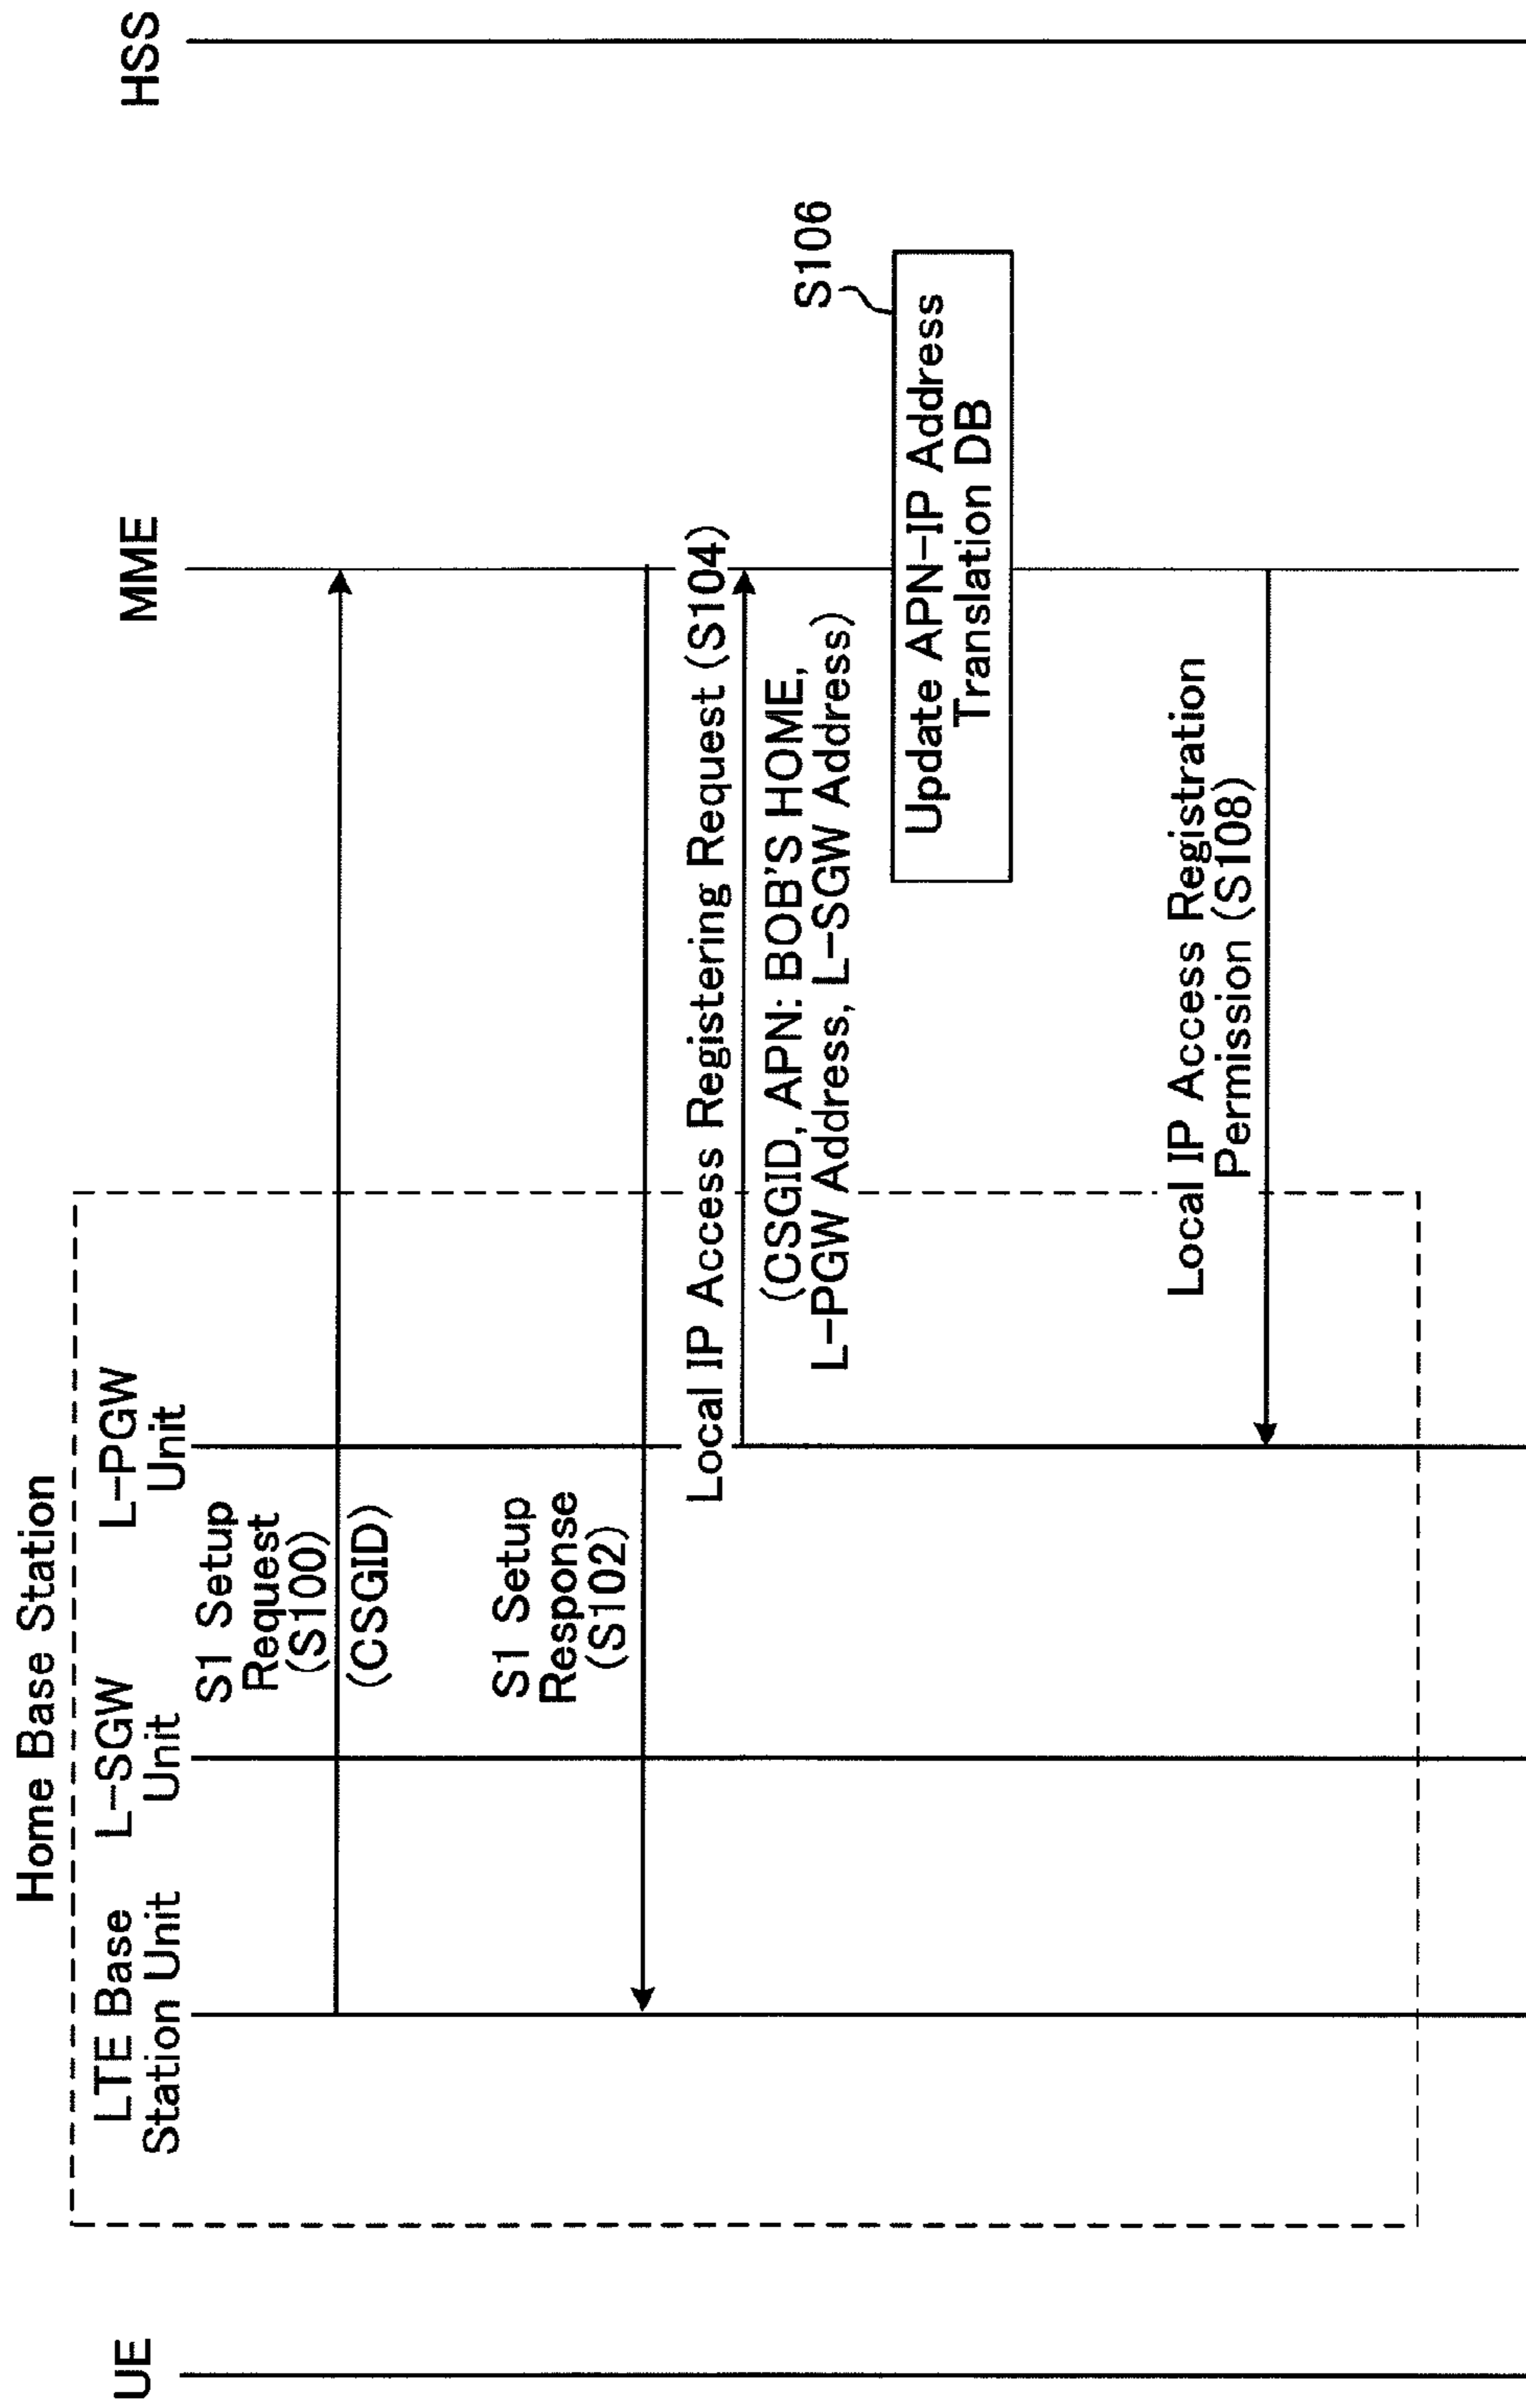 Home Base Station
UE
LTE Base
Station Unit
L-SGW
Unit
L-PGW
Unit
MME
HSS
S1 Setup
Request
(S100)
(CSGID)
S1 Setup
Response
(S102)
Local IP Access Registering Request (S104)
(CSGID, APN: BOB'S HOME,
L-PGW Address, L-SGW Address)
S106
Update APN-IP Address
Translation DB
Local IP Access Registration
Permission (S108)